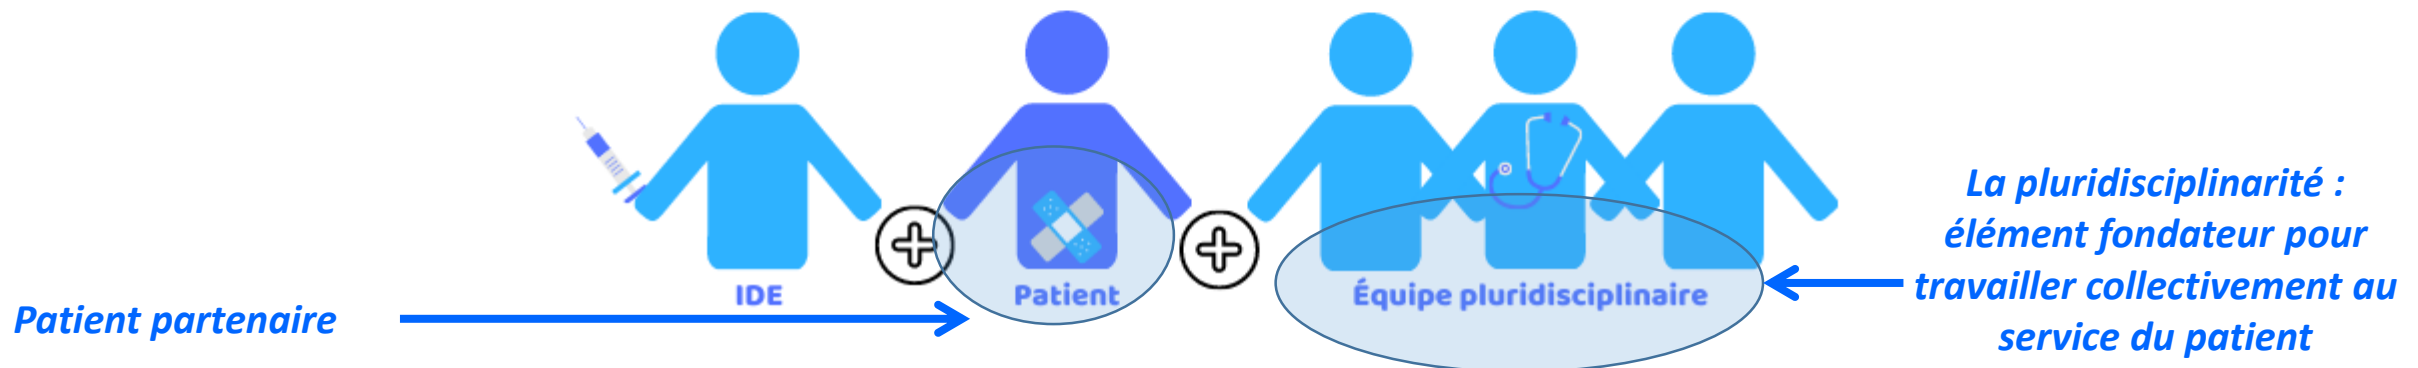 IDE
Patient
Équipe pluridisciplinaire
Patient partenaire
La pluridisciplinarité :
élément fondateur pour
travailler collectivement au
service du patient